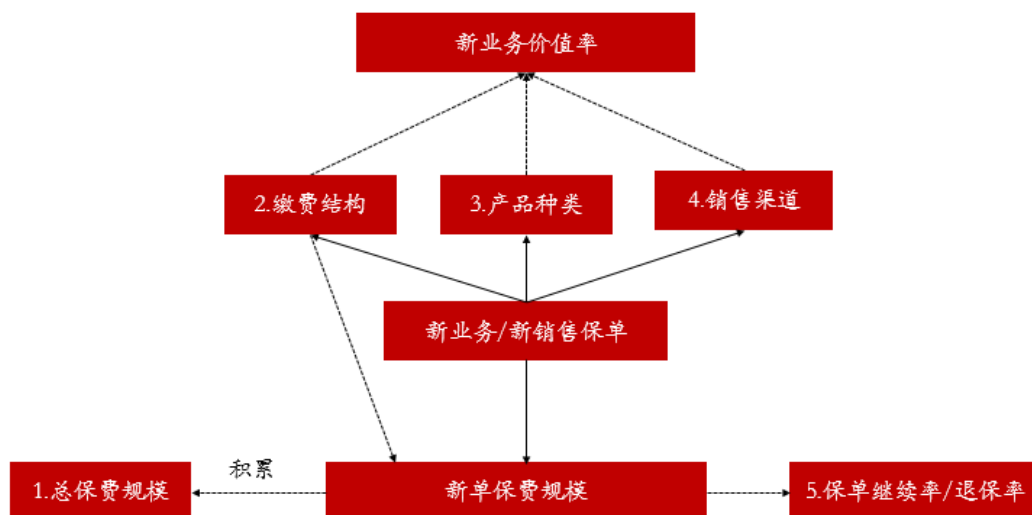 新业务价值率
2.缴费结构
3.产品种类
4.销售渠道
新业务/新销售保单
积累
1.总保费规模
新单保费规模
5.保单继续率/退保率